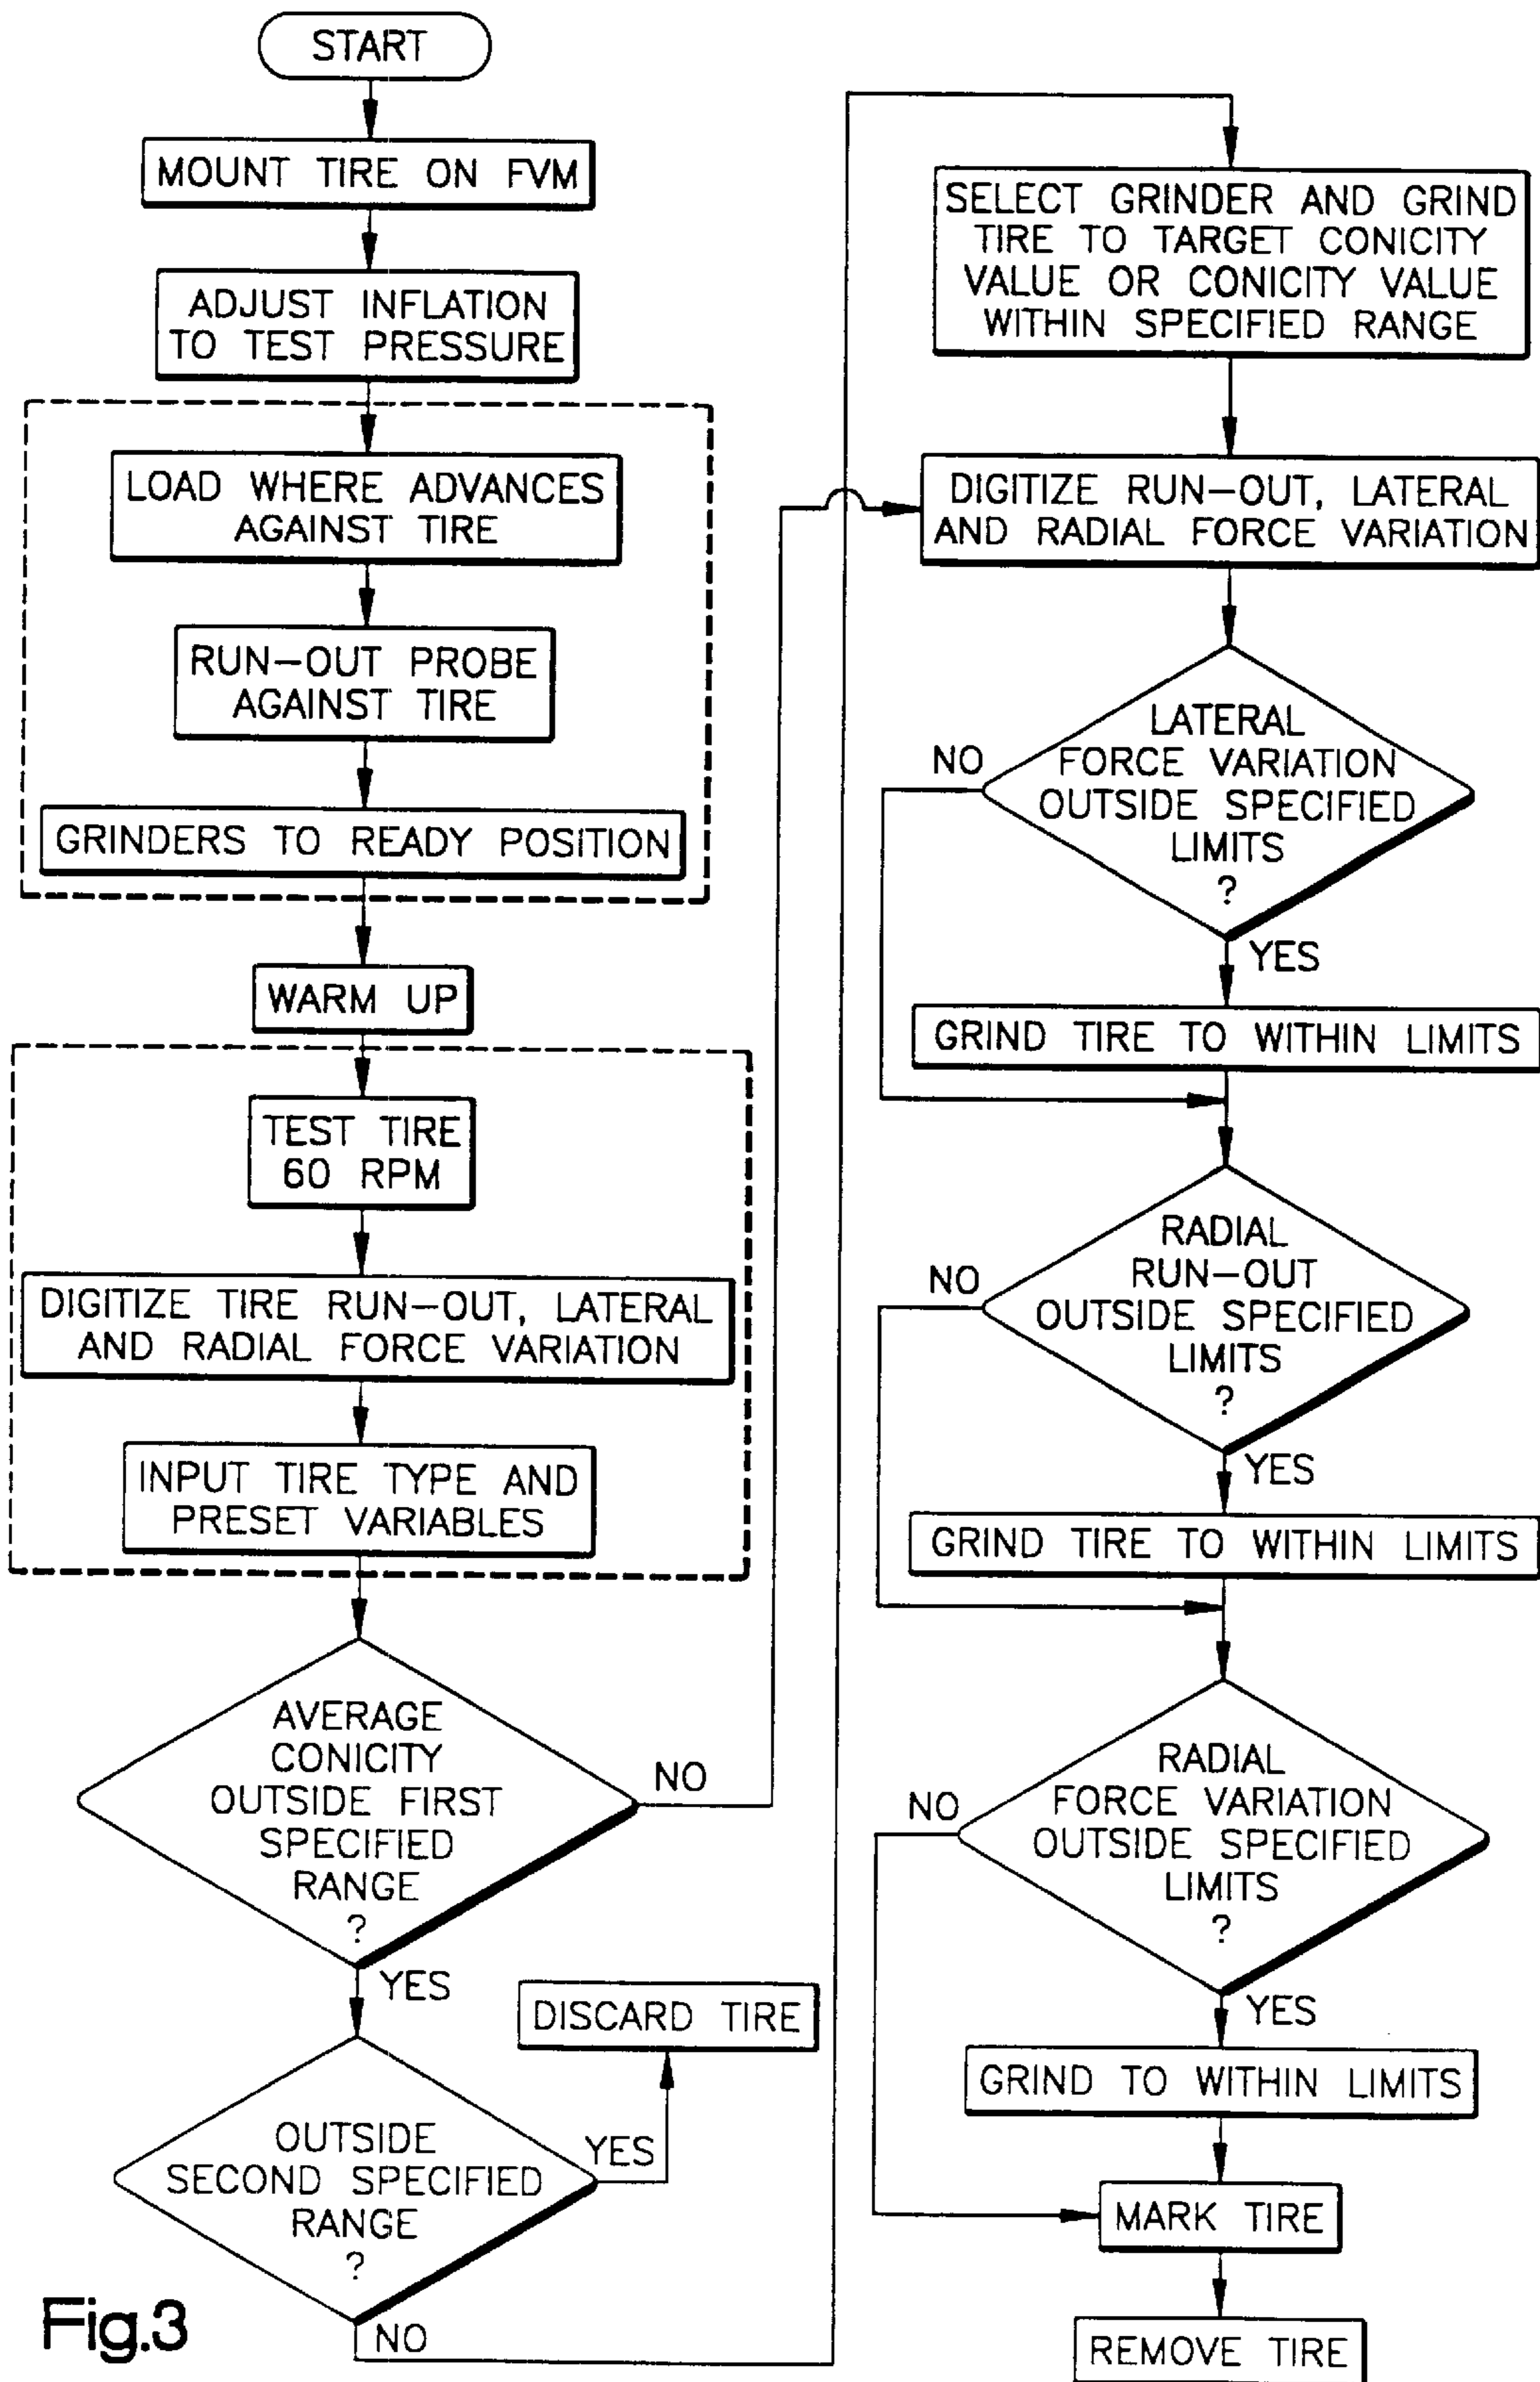 START
MOUNT TIRE ON FVM
ADJUST INFLATION
TO TEST PRESSURE
LOAD WHERE ADVANCES
AGAINST TIRE
RUN-OUT PROBE
AGAINST TIRE
GRINDERS TO READY POSITION
WARM UP
TEST TIRE
60 RPM
DIGITIZE TIRE RUN-OUT, LATERAL
AND RADIAL FORCE VARIATION
INPUT TIRE TYPE AND
PRESET VARIABLES
AVERAGE
CONICITY
OUTSIDE FIRST
SPECIFIED
RANGE
?
NO
YES
DISCARD TIRE
OUTSIDE
SECOND SPECIFIED
RANGE
?
YES
NO
SELECT GRINDER AND GRIND
TIRE TO TARGET CONICITY
VALUE OR CONICITY VALUE
WITHIN SPECIFIED RANGE
DIGITIZE RUN-OUT, LATERAL
AND RADIAL FORCE VARIATION
LATERAL
FORCE VARIATION
OUTSIDE SPECIFIED
LIMITS
?
NO
YES
GRIND TIRE TO WITHIN LIMITS
RADIAL
RUN-OUT
OUTSIDE SPECIFIED
LIMITS
?
NO
YES
GRIND TIRE TO WITHIN LIMITS
RADIAL
FORCE VARIATION
OUTSIDE SPECIFIED
LIMITS
?
NO
YES
GRIND TO WITHIN LIMITS
MARK TIRE
REMOVE TIRE
Fig.3